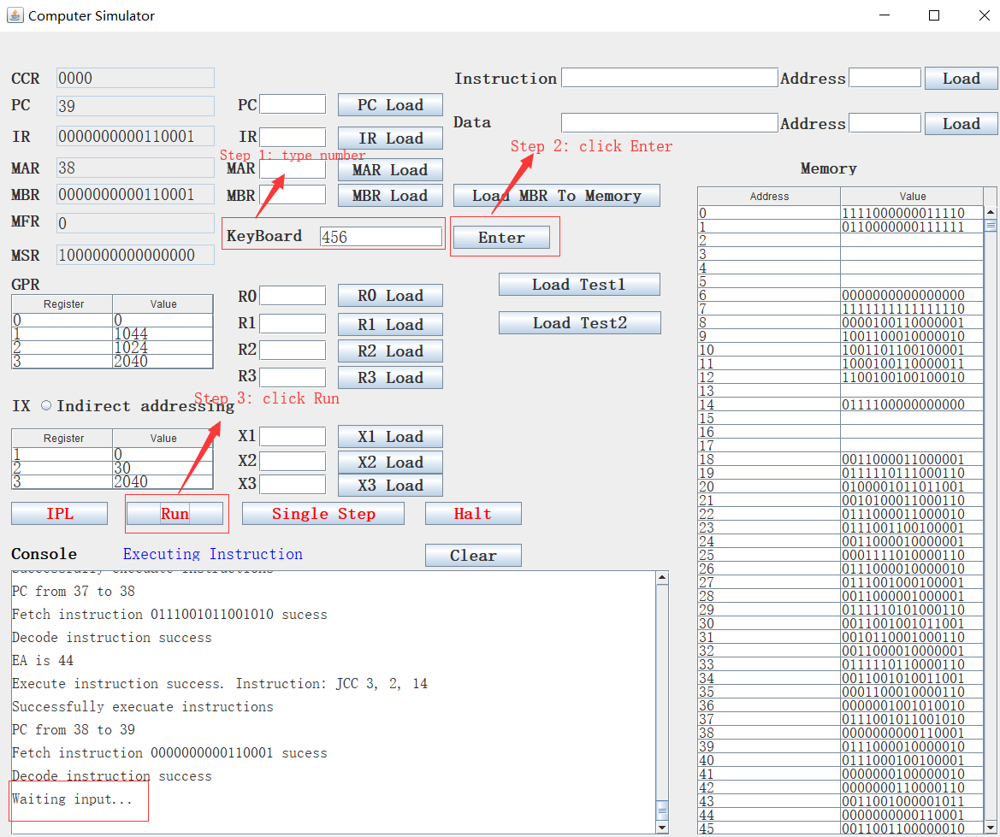 Computer Simulator
CCR 0000
Instruction Address Load
PC 39 PC PC Load
Data Address Load
IR 0000000000110001 IR IR Load
Step 1: type number
Step 2: click Enter
MAR 38 MAR MAR Load
Memory
MBR 0000000000110001 MBR MBR Load Load MBR To Memory
MFR 0
KeyBoard 456 Enter
MSR 1000000000000000
GPR
Register Value
0 0
1 1044
2 1024
3 2040
R0 R0 Load
R1 R1 Load
R2 R2 Load
R3 R3 Load
Load Test1
Load Test2
Step 3: click Run
IX Indirect addressing
Register Value
1 0
2 30
3 2040
X1 X1 Load
X2 X2 Load
X3 X3 Load
IPL Run Single Step Halt
Console Executing Instruction Clear
Successfully execuate instructions
PC from 37 to 38
Fetch instruction 0111001011001010 sucess
Decode instruction success
EA is 44
Execute instruction success. Instruction: JCC 3, 2, 14
Successfully execuate instructions
PC from 38 to 39
Fetch instruction 0000000000110001 sucess
Decode instruction success
Waiting input...
Address Value
0 1111000000011110
1 0110000000111111
2
3
4
5
6 0000000000000000
7 1111111111111110
8 0000100110000001
9 1001100010000010
10 1001101100100001
11 1000100110000011
12 1100100100100010
13
14 0111100000000000
15
16
17
18 0011000011000001
19 0111110111000110
20 0100001011011001
21 0010100011000110
22 0111000011000010
23 0111001100100001
24 0011000010000001
25 0001111010000110
26 0111000010000010
27 0111001000100001
28 0011000001000001
29 0111110101000110
30 0011001001011001
31 0010110001000110
32 0011000010000001
33 0111110110000110
34 0011001010011001
35 0001100010000110
36 0000001001010010
37 0111001011001010
38 0000000000110001
39 0111000010000010
40 0111000100100001
41 0000000100000010
42 0000000110000110
43 0011001000001011
44 0000000000110001
45 0011001100000010